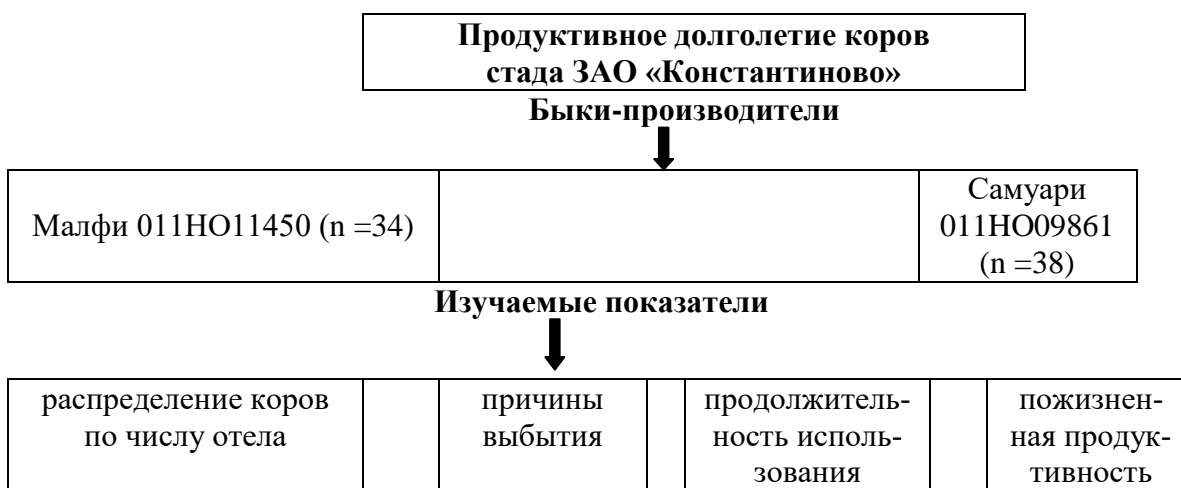 Продуктивное долголетие коров
стада ЗАО «Константиново»
Быки-производители
Малфи 011НО11450 (n =34)
Самуари
011НО09861
(n =38)
Изучаемые показатели
распределение коров
по числу отела
причины
выбытия
продолжитель-
ность исполь-
зования
пожизнен-
ная продук-
тивность